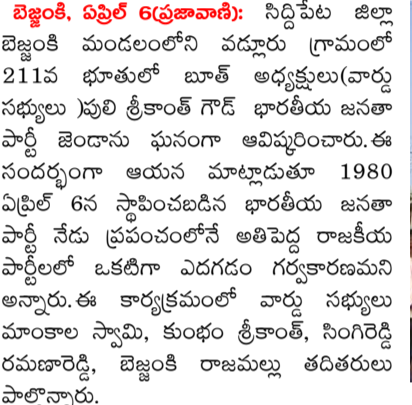 బెజ్జంకి, ఏప్రిల్ 6(ప్రజావాణి): సిద్దిపేట జిల్లా
బెజ్జంకి మండలంలోని వడ్లూరు గ్రామంలో
211వ భూతులో బూత్ అధ్యక్షులు(వార్డు
సభ్యులు )పులి శ్రీకాంత్ గౌడ్ భారతీయ జనతా
పార్టీ జెండాను ఘనంగా ఆవిష్కరించారు.ఈ
సందర్భంగా ఆయన మాట్లాడుతూ 1980
ఏప్రిల్ 6న స్థాపించబడిన భారతీయ జనతా
పార్టీ నేడు ప్రపంచంలోనే అతిపెద్ద రాజకీయ
పార్టీలలో ఒకటిగా ఎదగడం గర్వకారణమని
అన్నారు.ఈ కార్యక్రమంలో వార్డు సభ్యులు
మాంకాల స్వామి, కుంభం శ్రీకాంత్, సింగిరెడ్డి
రమణారెడ్డి, బెజ్జంకి రాజమల్లు తదితరులు
పాల్గొన్నారు.